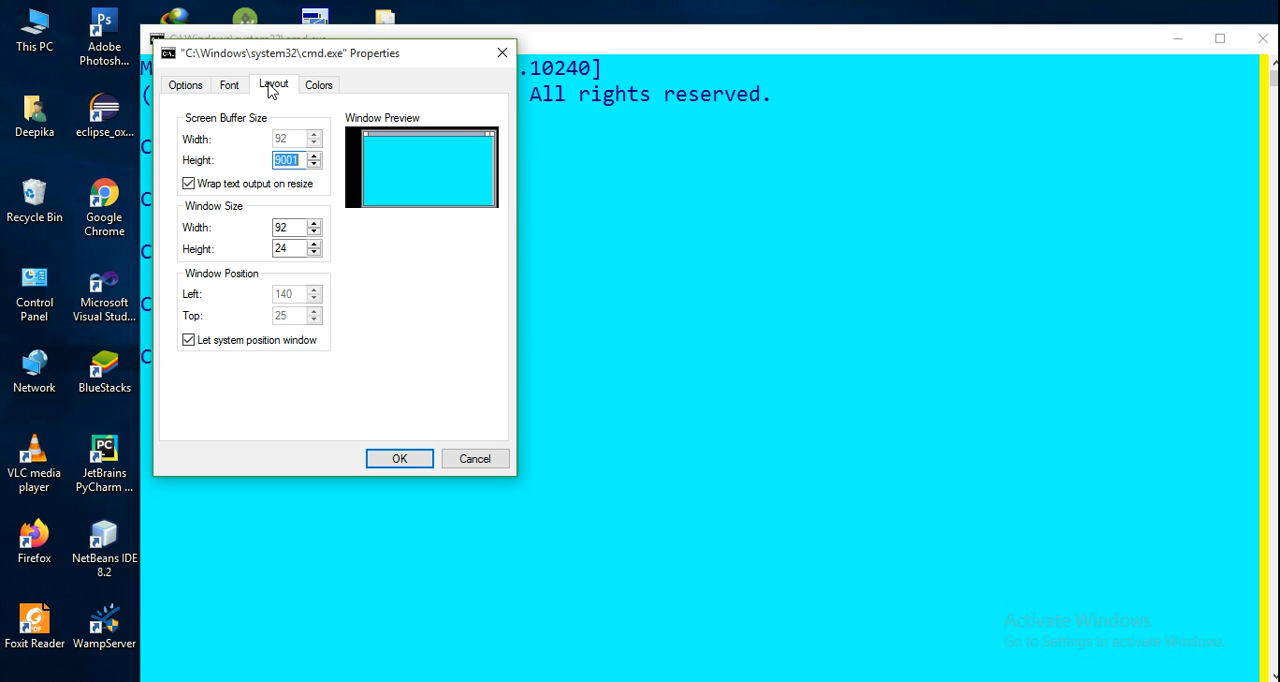 This PC
Adobe
Photosh...
Deepika
eclipse_ox...
Recycle Bin
Google
Chrome
Control
Panel
Microsoft
Visual Stud...
Network
BlueStacks
VLC media
player
JetBrains
PyCharm ...
Firefox
NetBeans IDE
8.2
Foxit Reader
WampServer
"C:\Windows\system32\cmd.exe" Properties
Options
Font
Layout
Colors
Screen Buffer Size
Width: 92
Height: 9001
Wrap text output on resize
Window Size
Width: 92
Height: 24
Window Position
Left: 140
Top: 25
Let system position window
Window Preview
OK
Cancel
M
.10240]
(
All rights reserved.
C
C
C
C
C
Activate Windows
Go to Settings to activate Windows.